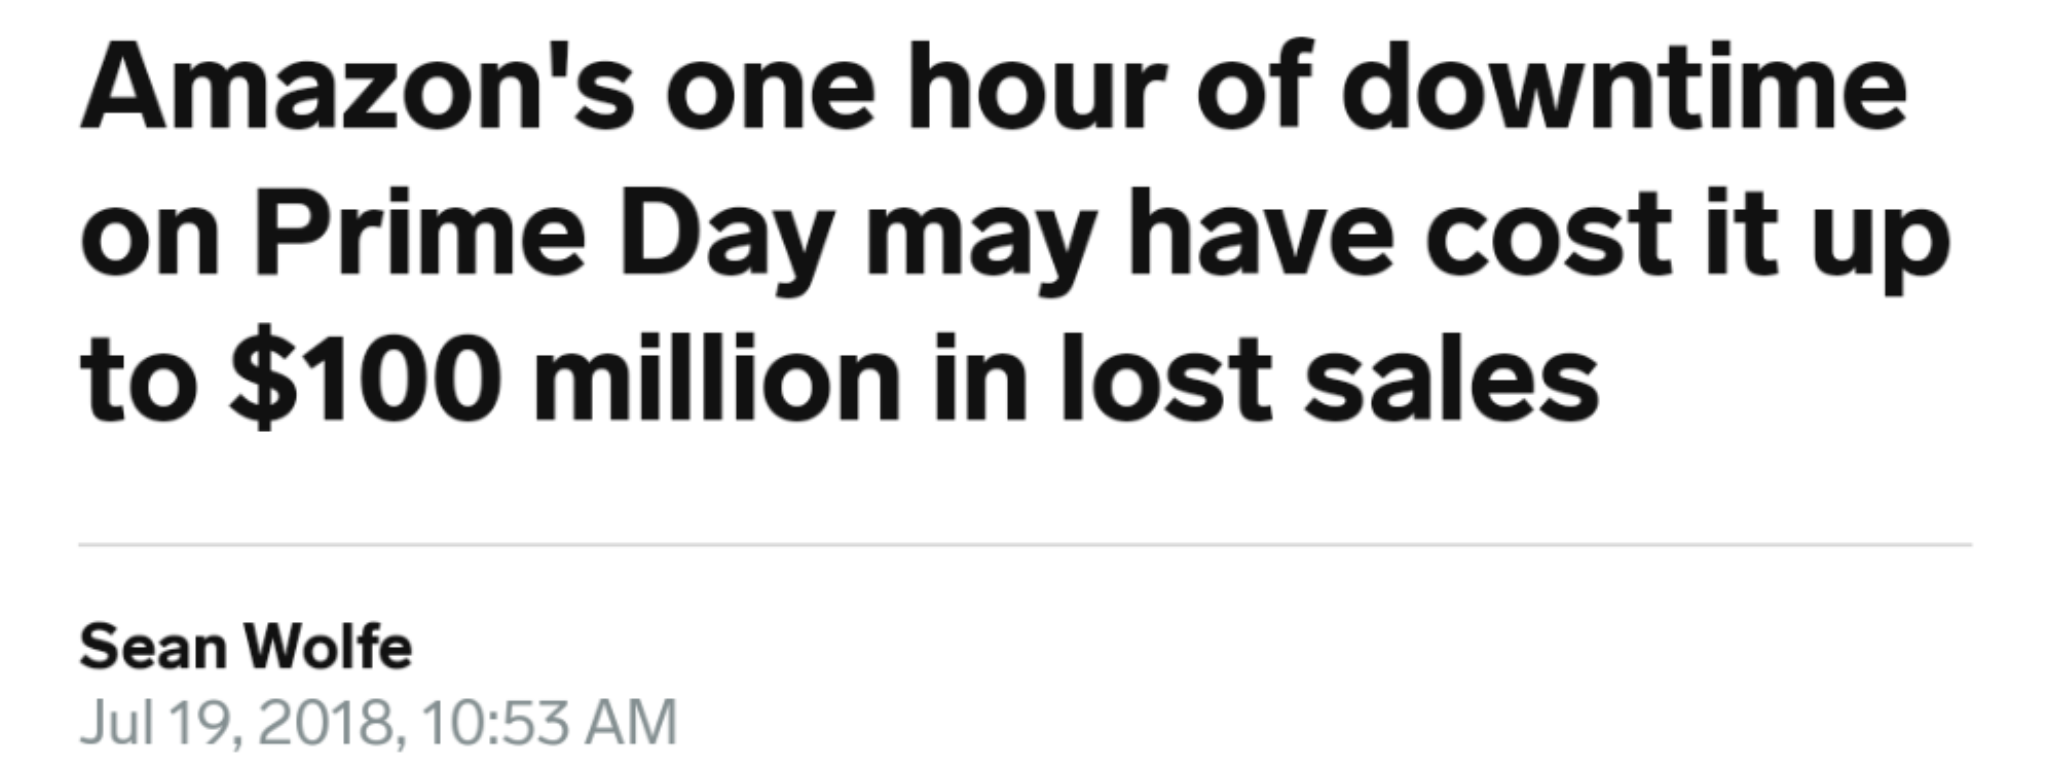 Amazon's one hour of downtime
on Prime Day may have cost it up
to $100 million in lost sales
Sean Wolfe
Jul 19, 2018, 10:53 AM